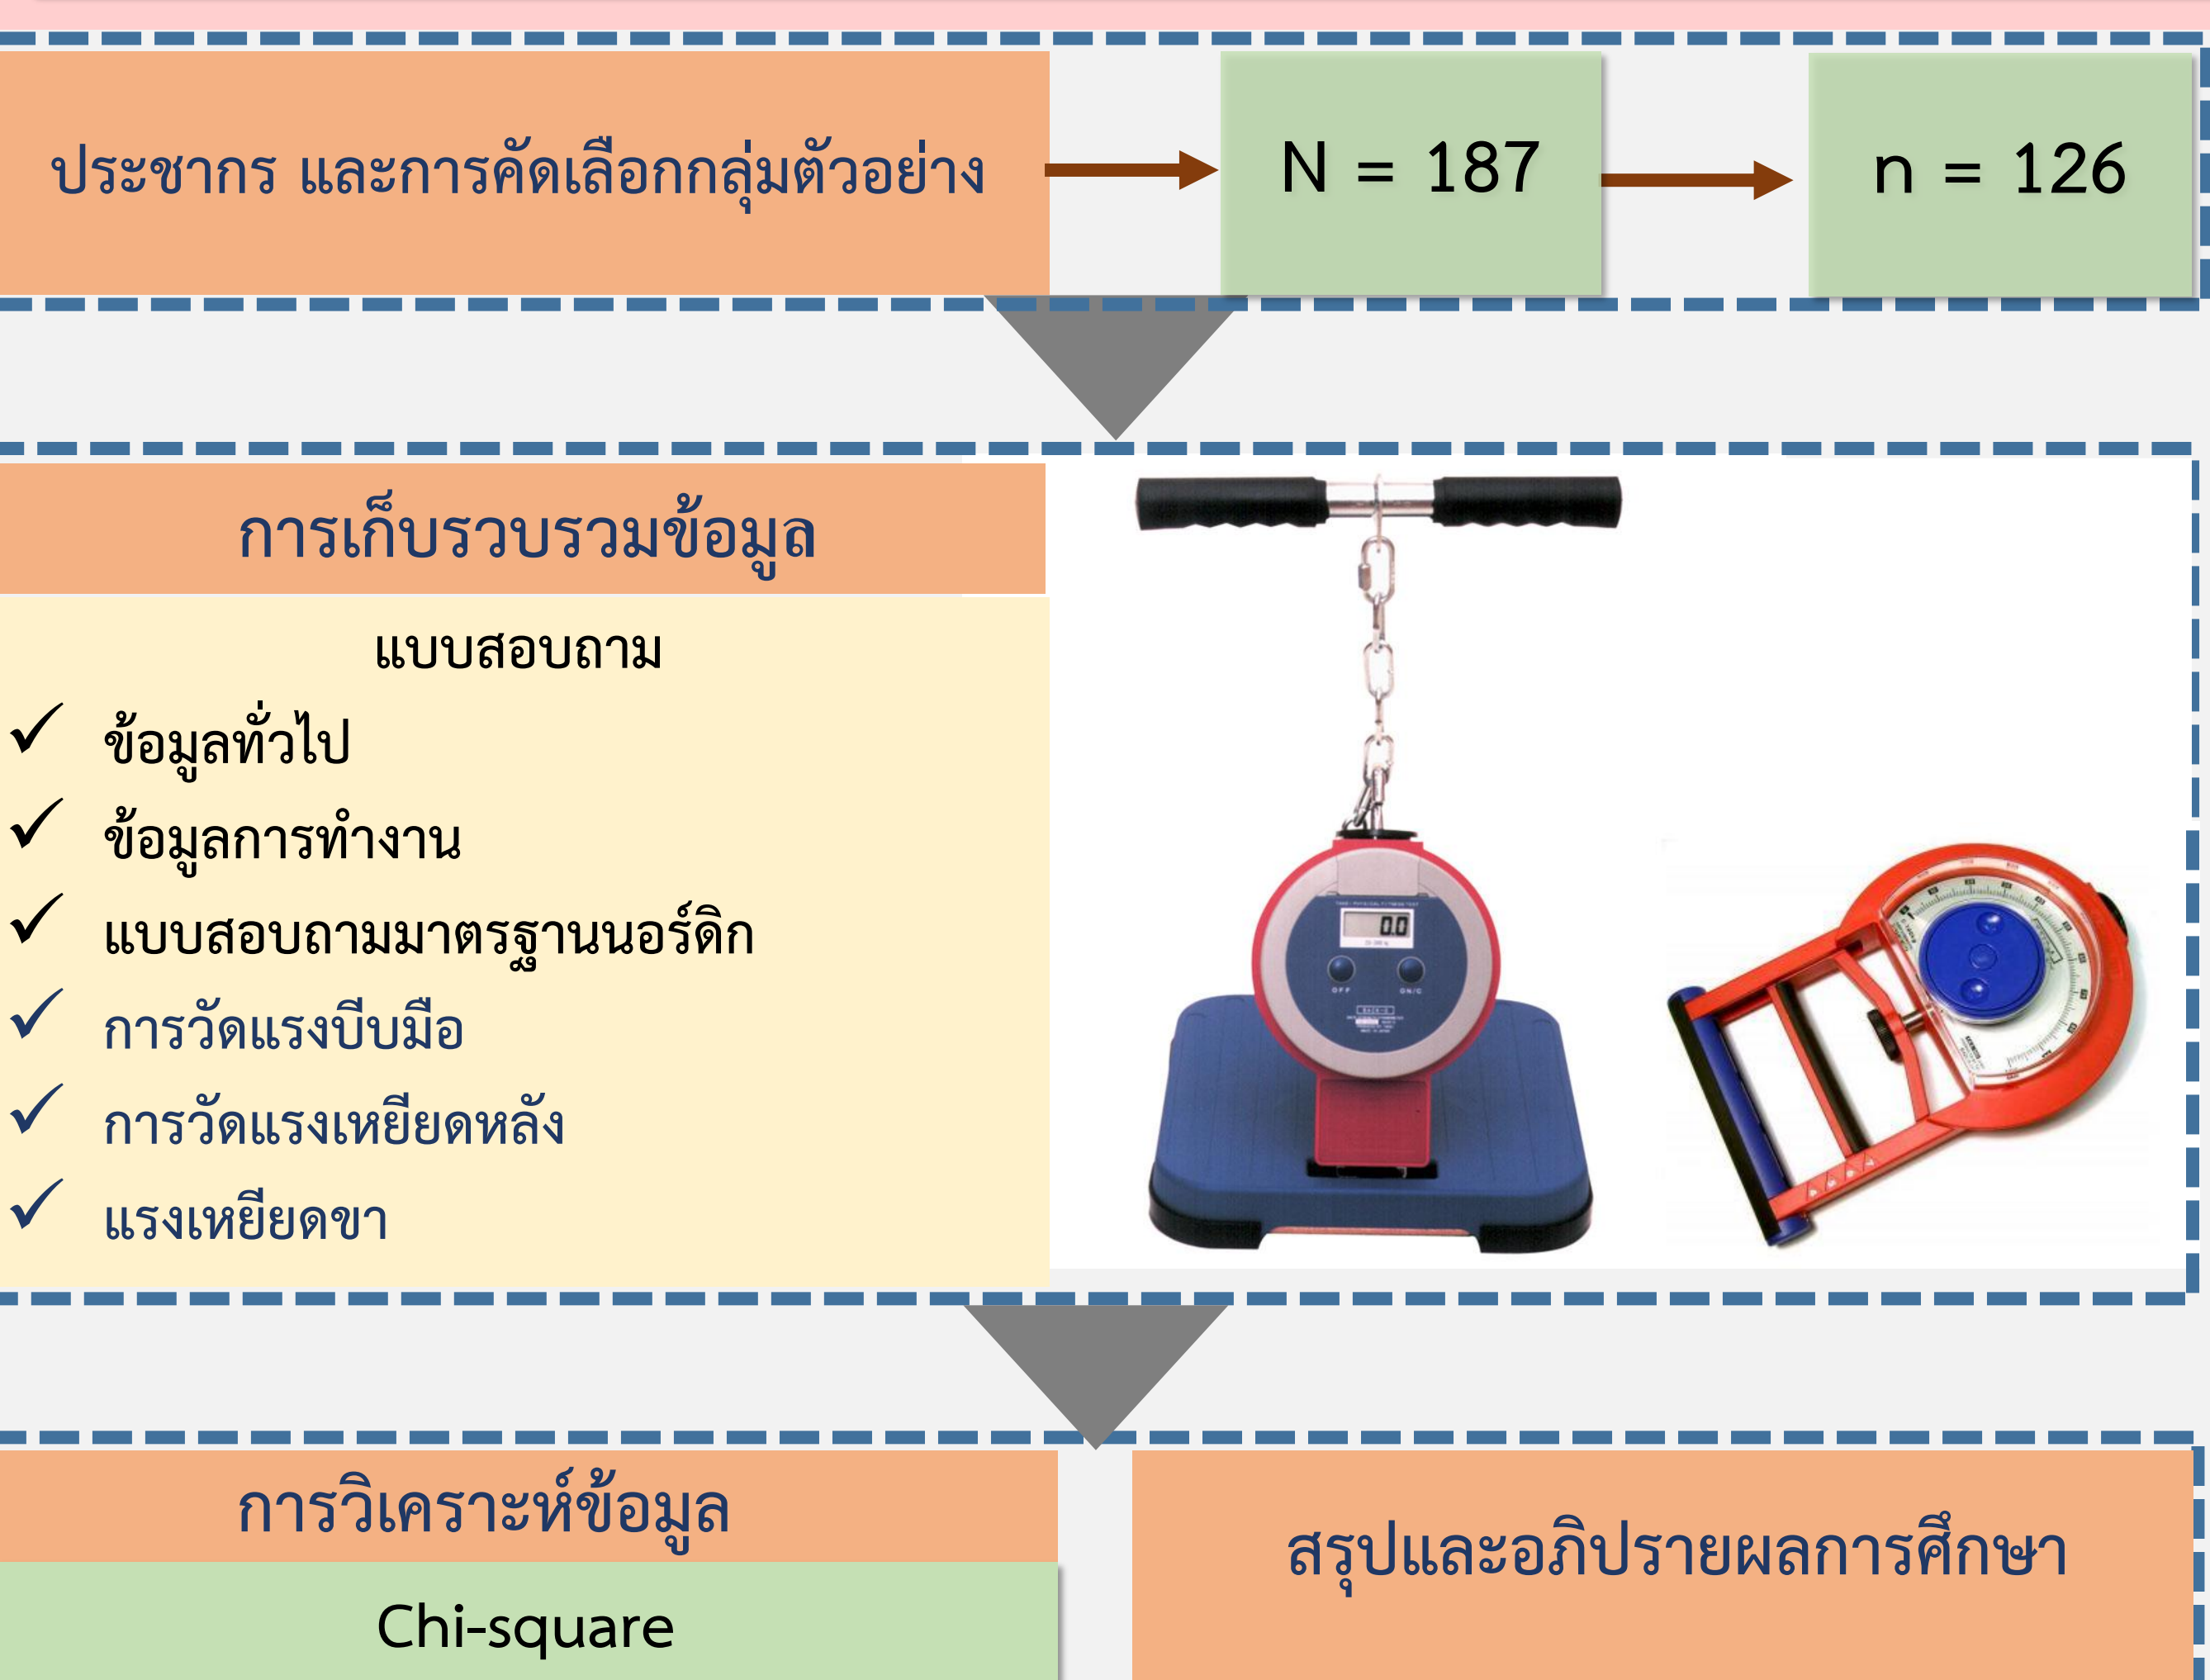 ประชากร และการคัดเลือกกลุ่มตัวอย่าง
N = 187
n = 126
การเก็บรวบรวมข้อมูล
แบบสอบถาม
ข้อมูลทั่วไป
ข้อมูลการทำงาน
แบบสอบถามมาตรฐานนอร์ดิก
การวัดแรงบีบมือ
การวัดแรงเหยียดหลัง
แรงเหยียดขา
0.0
OFF
ON/C
การวิเคราะห์ข้อมูล
Chi-square
สรุปและอภิปรายผลการศึกษา